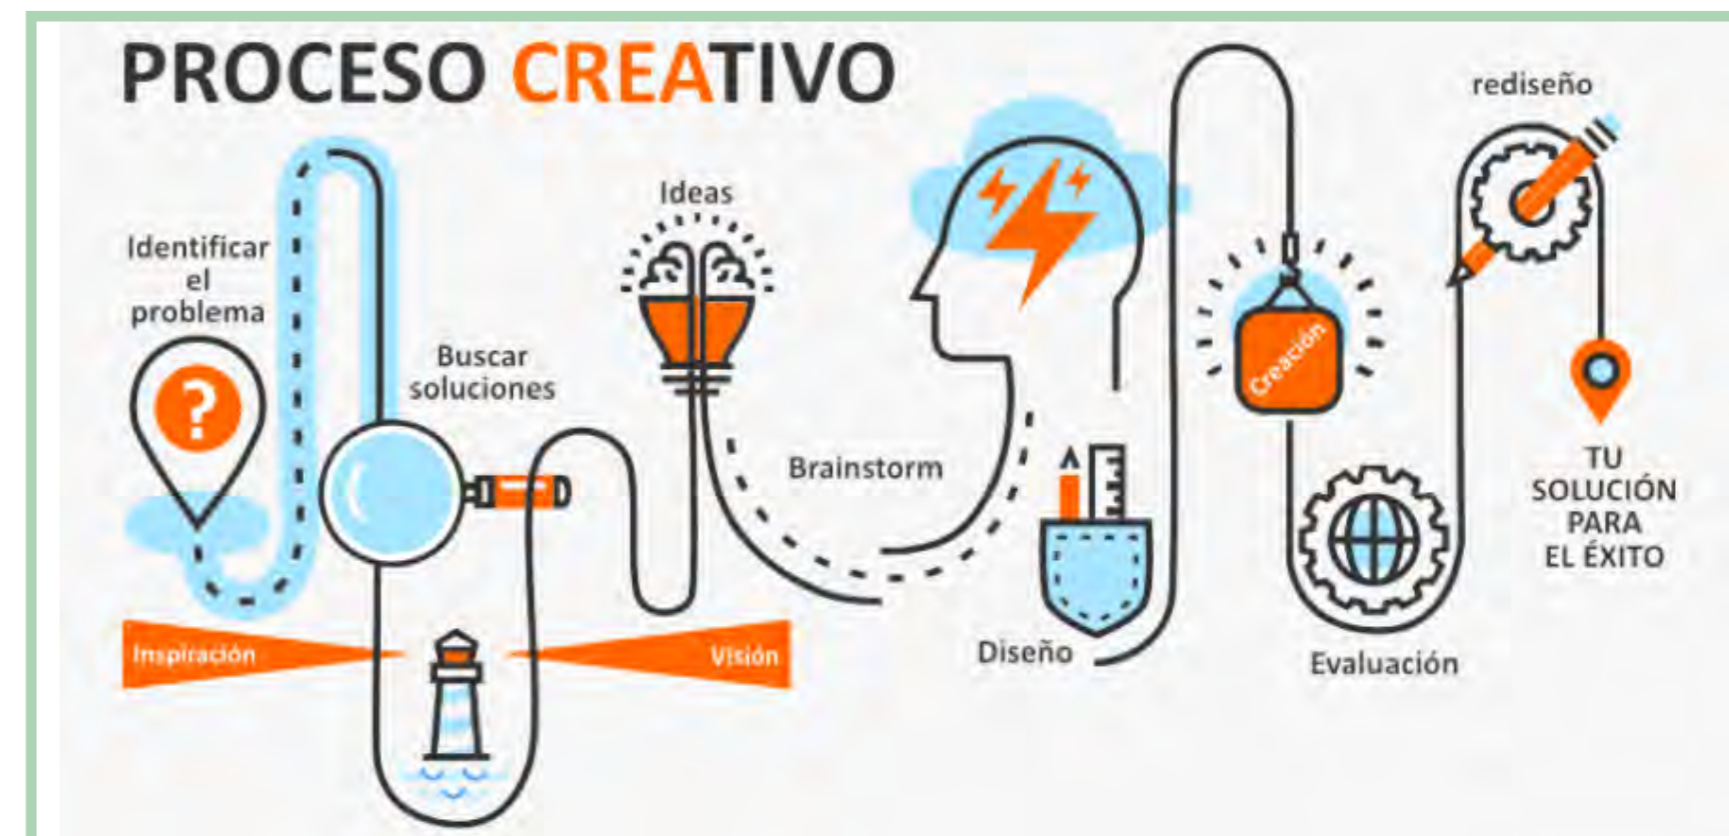 PROCESO CREATIVO
Identificar
el
problema
?
Buscar
soluciones
Inspiración
Visión
Ideas
Brainstorm
Diseño
Creación
Evaluación
rediseño
TU
SOLUCIÓN
PARA
EL ÉXITO